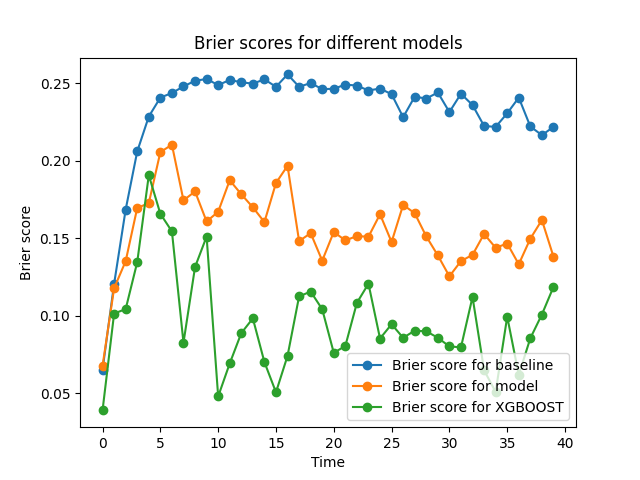 Brier scores for different models
Brier score
0.25
0.20
0.15
0.10
0.05
0 5 10 15 20 25 30 35 40
Time
Brier score for baseline
Brier score for model
Brier score for XGBOOST